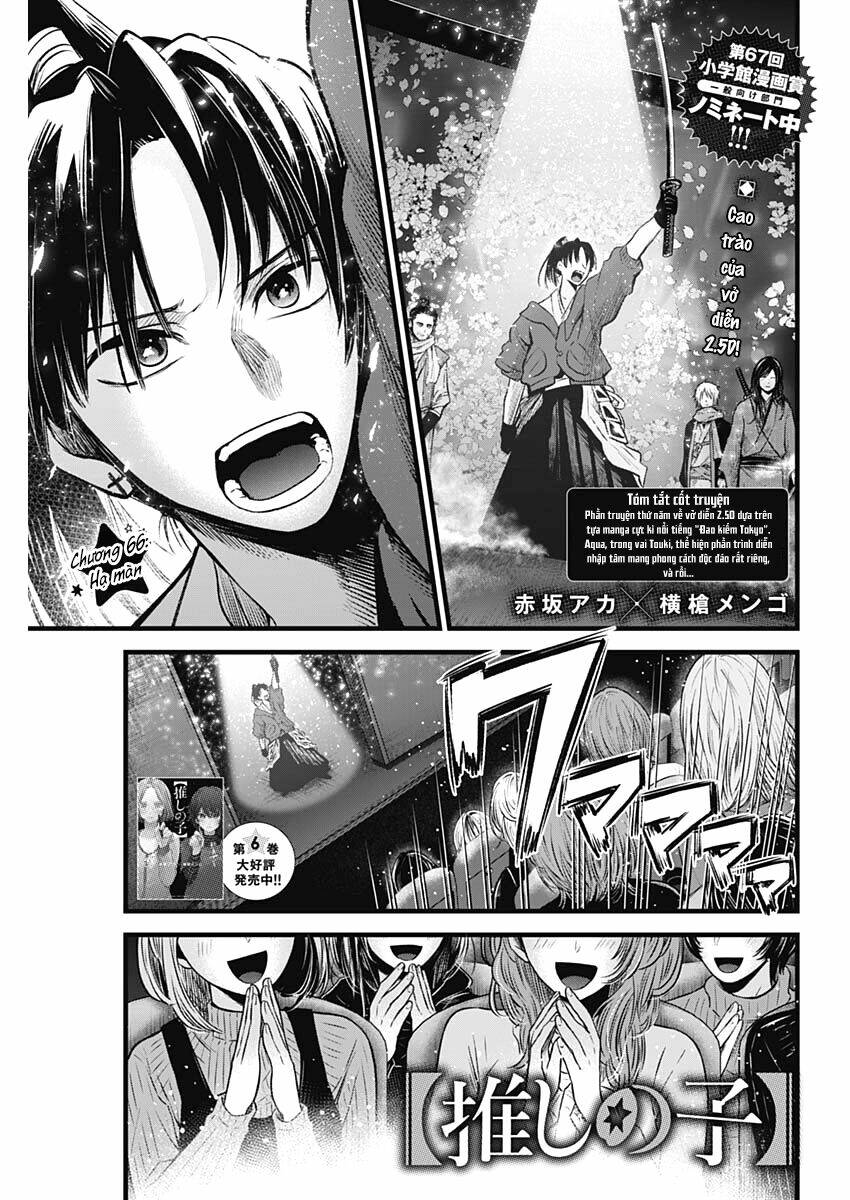 第67回
小学館漫画賞
一般向け部門
ノミネート中
!!!
Cao
trào
của
vở
diễn
2.5D!
Tóm tắt cốt truyện
Phần truyện thứ năm về vở diễn 2.5D dựa trên
tựa manga cực kì nổi tiếng "Đao kiếm Tokyo".
Aqua, trong vai Touki, thể hiện phần trình diễn
nhập tâm mang phong cách độc đáo rất riêng,
và rồi...
赤坂アカ×横槍メンゴ
Chương 66:
Hạ màn
ワアアア
【推しの子】
第6巻
大好評
発売中!!
【推しの子】